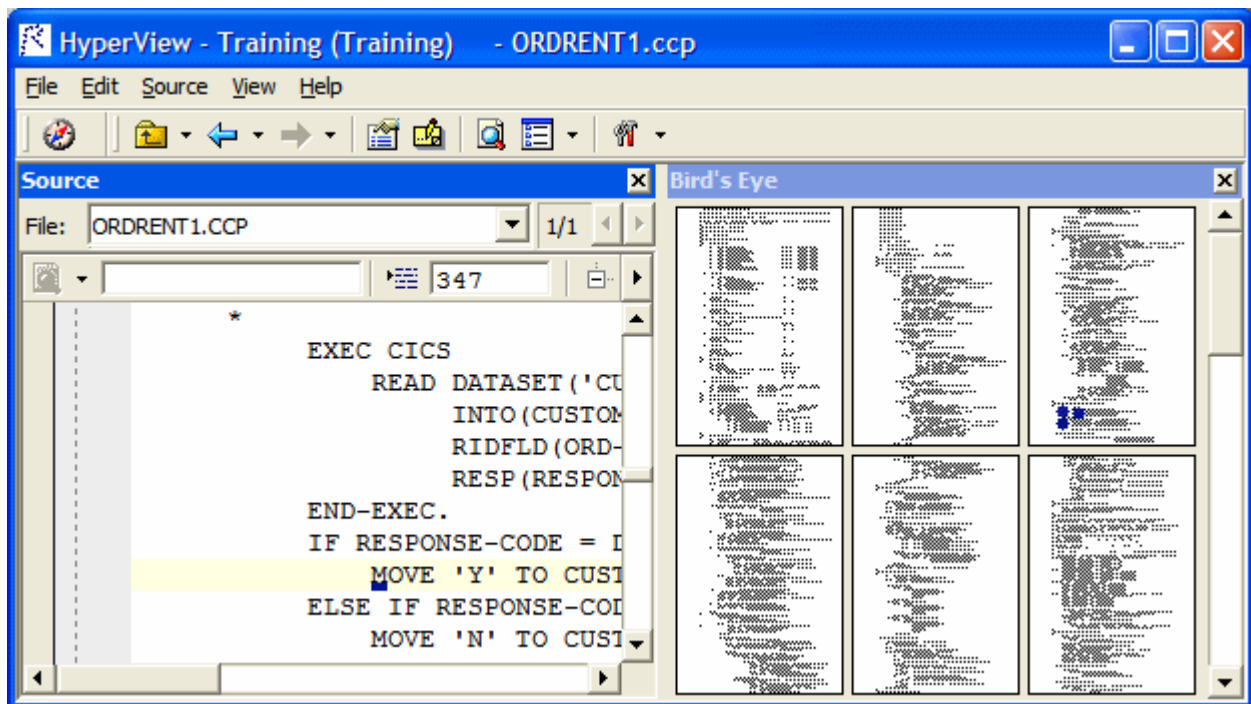 HyperView - Training (Training) - ORDRENT1.ccp
File Edit Source View Help
Source
Bird's Eye
File: ORDRENT1.CCP 1/1
347
*
EXEC CICS
READ DATASET('CU
INTO(CUSTOM
RIDFLD(ORD-
RESP(RESPON
END-EXEC.
IF RESPONSE-CODE = D
MOVE 'Y' TO CUST
ELSE IF RESPONSE-COD
MOVE 'N' TO CUST